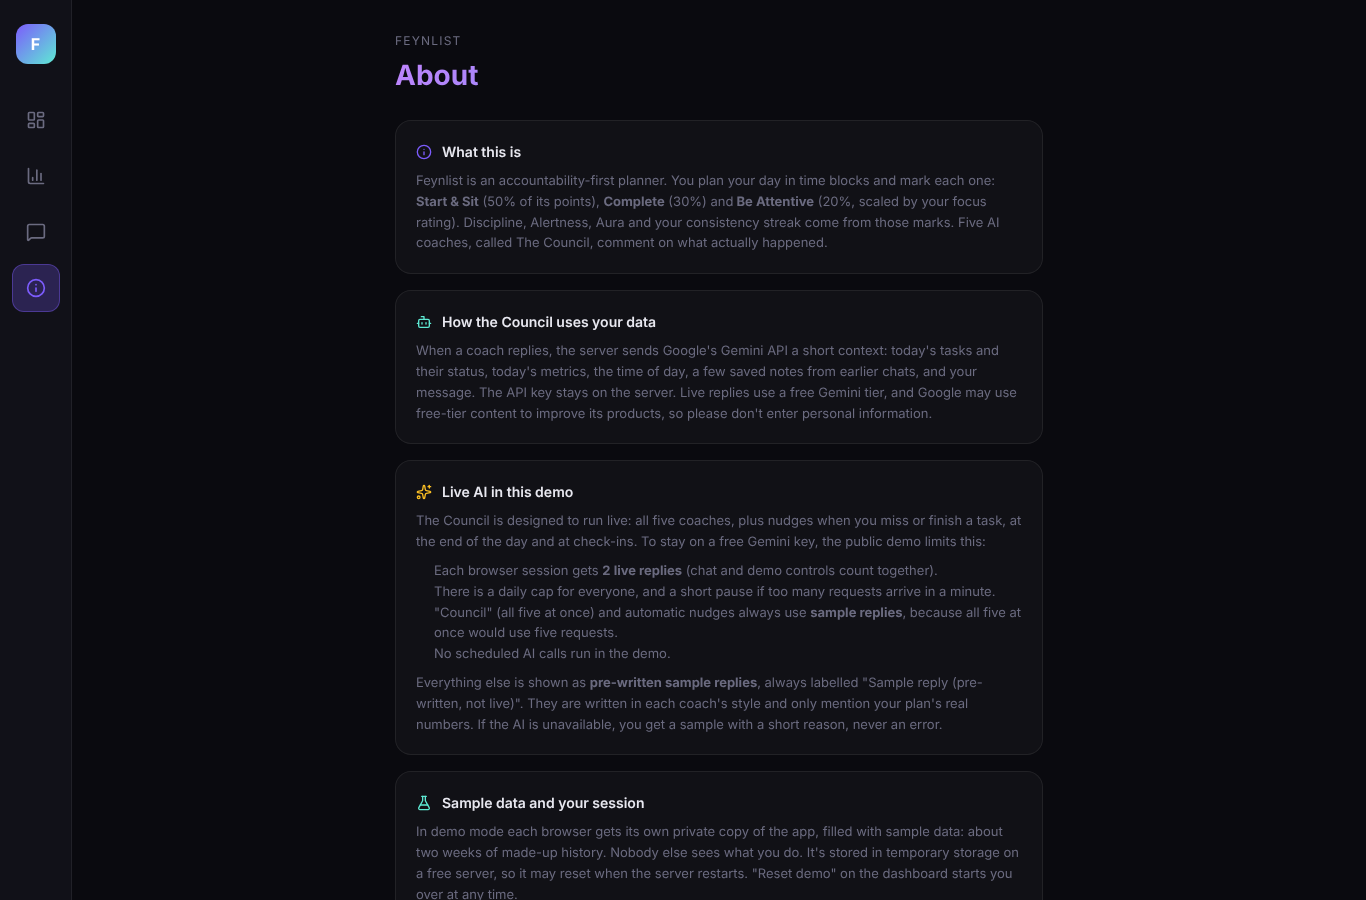 F
FEYNLIST
About
What this is
Feynlist is an accountability-first planner. You plan your day in time blocks and mark each one:
Start & Sit (50% of its points), Complete (30%) and Be Attentive (20%, scaled by your focus
rating). Discipline, Alertness, Aura and your consistency streak come from those marks. Five AI
coaches, called The Council, comment on what actually happened.
How the Council uses your data
When a coach replies, the server sends Google's Gemini API a short context: today's tasks and
their status, today's metrics, the time of day, a few saved notes from earlier chats, and your
message. The API key stays on the server. Live replies use a free Gemini tier, and Google may use
free-tier content to improve its products, so please don't enter personal information.
Live AI in this demo
The Council is designed to run live: all five coaches, plus nudges when you miss or finish a task, at
the end of the day and at check-ins. To stay on a free Gemini key, the public demo limits this:
Each browser session gets 2 live replies (chat and demo controls count together).
There is a daily cap for everyone, and a short pause if too many requests arrive in a minute.
"Council" (all five at once) and automatic nudges always use sample replies, because all five at
once would use five requests.
No scheduled AI calls run in the demo.
Everything else is shown as pre-written sample replies, always labelled "Sample reply (pre-
written, not live)". They are written in each coach's style and only mention your plan's real
numbers. If the AI is unavailable, you get a sample with a short reason, never an error.
Sample data and your session
In demo mode each browser gets its own private copy of the app, filled with sample data: about
two weeks of made-up history. Nobody else sees what you do. It's stored in temporary storage on
a free server, so it may reset when the server restarts. "Reset demo" on the dashboard starts you
over at any time.